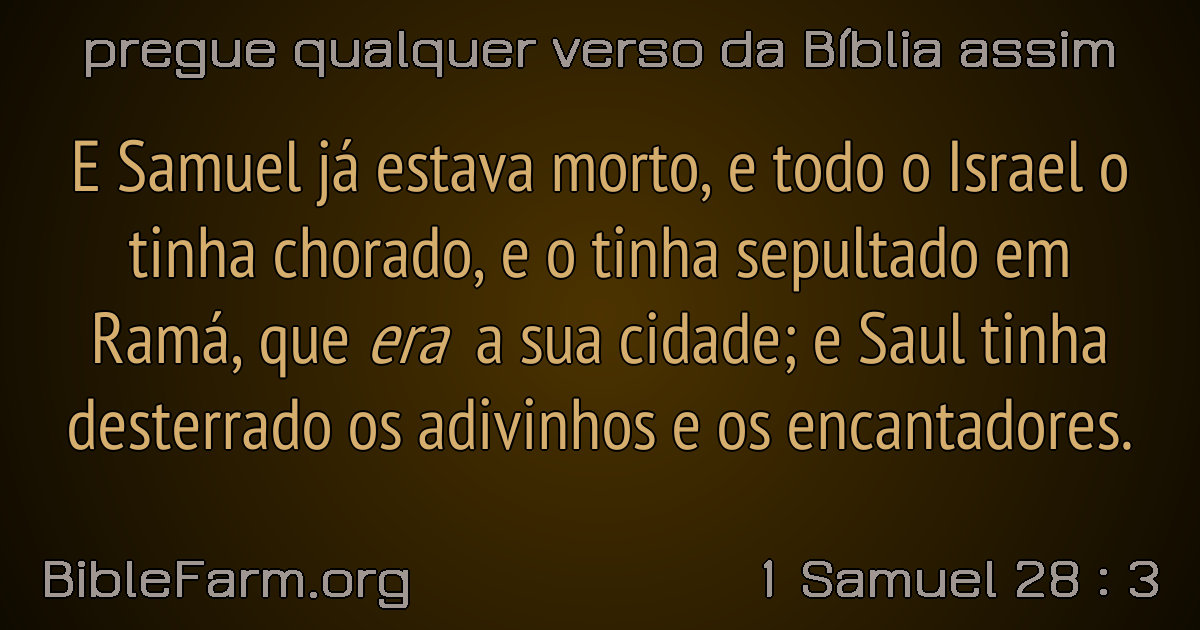 pregue qualquer verso da Bíblia assim
E Samuel já estava morto, e todo o Israel o
tinha chorado, e o tinha sepultado em
Ramá, que era a sua cidade; e Saul tinha
desterrado os adivinhos e os encantadores.
BibleFarm.org
1 Samuel 28 : 3